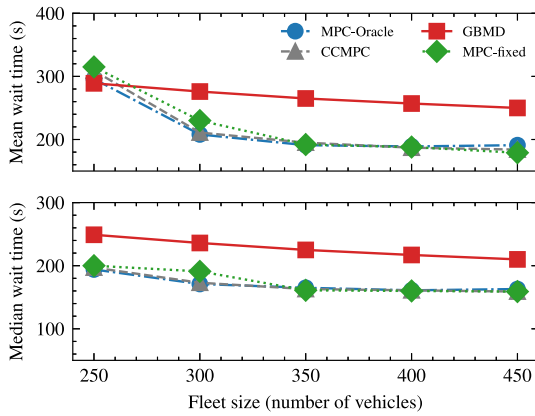 400
300
200
Mean wait time (s)
MPC-Oracle
CCMPC
GBMD
MPC-fixed
300
200
100
Median wait time (s)
250 300 350 400 450
Fleet size (number of vehicles)